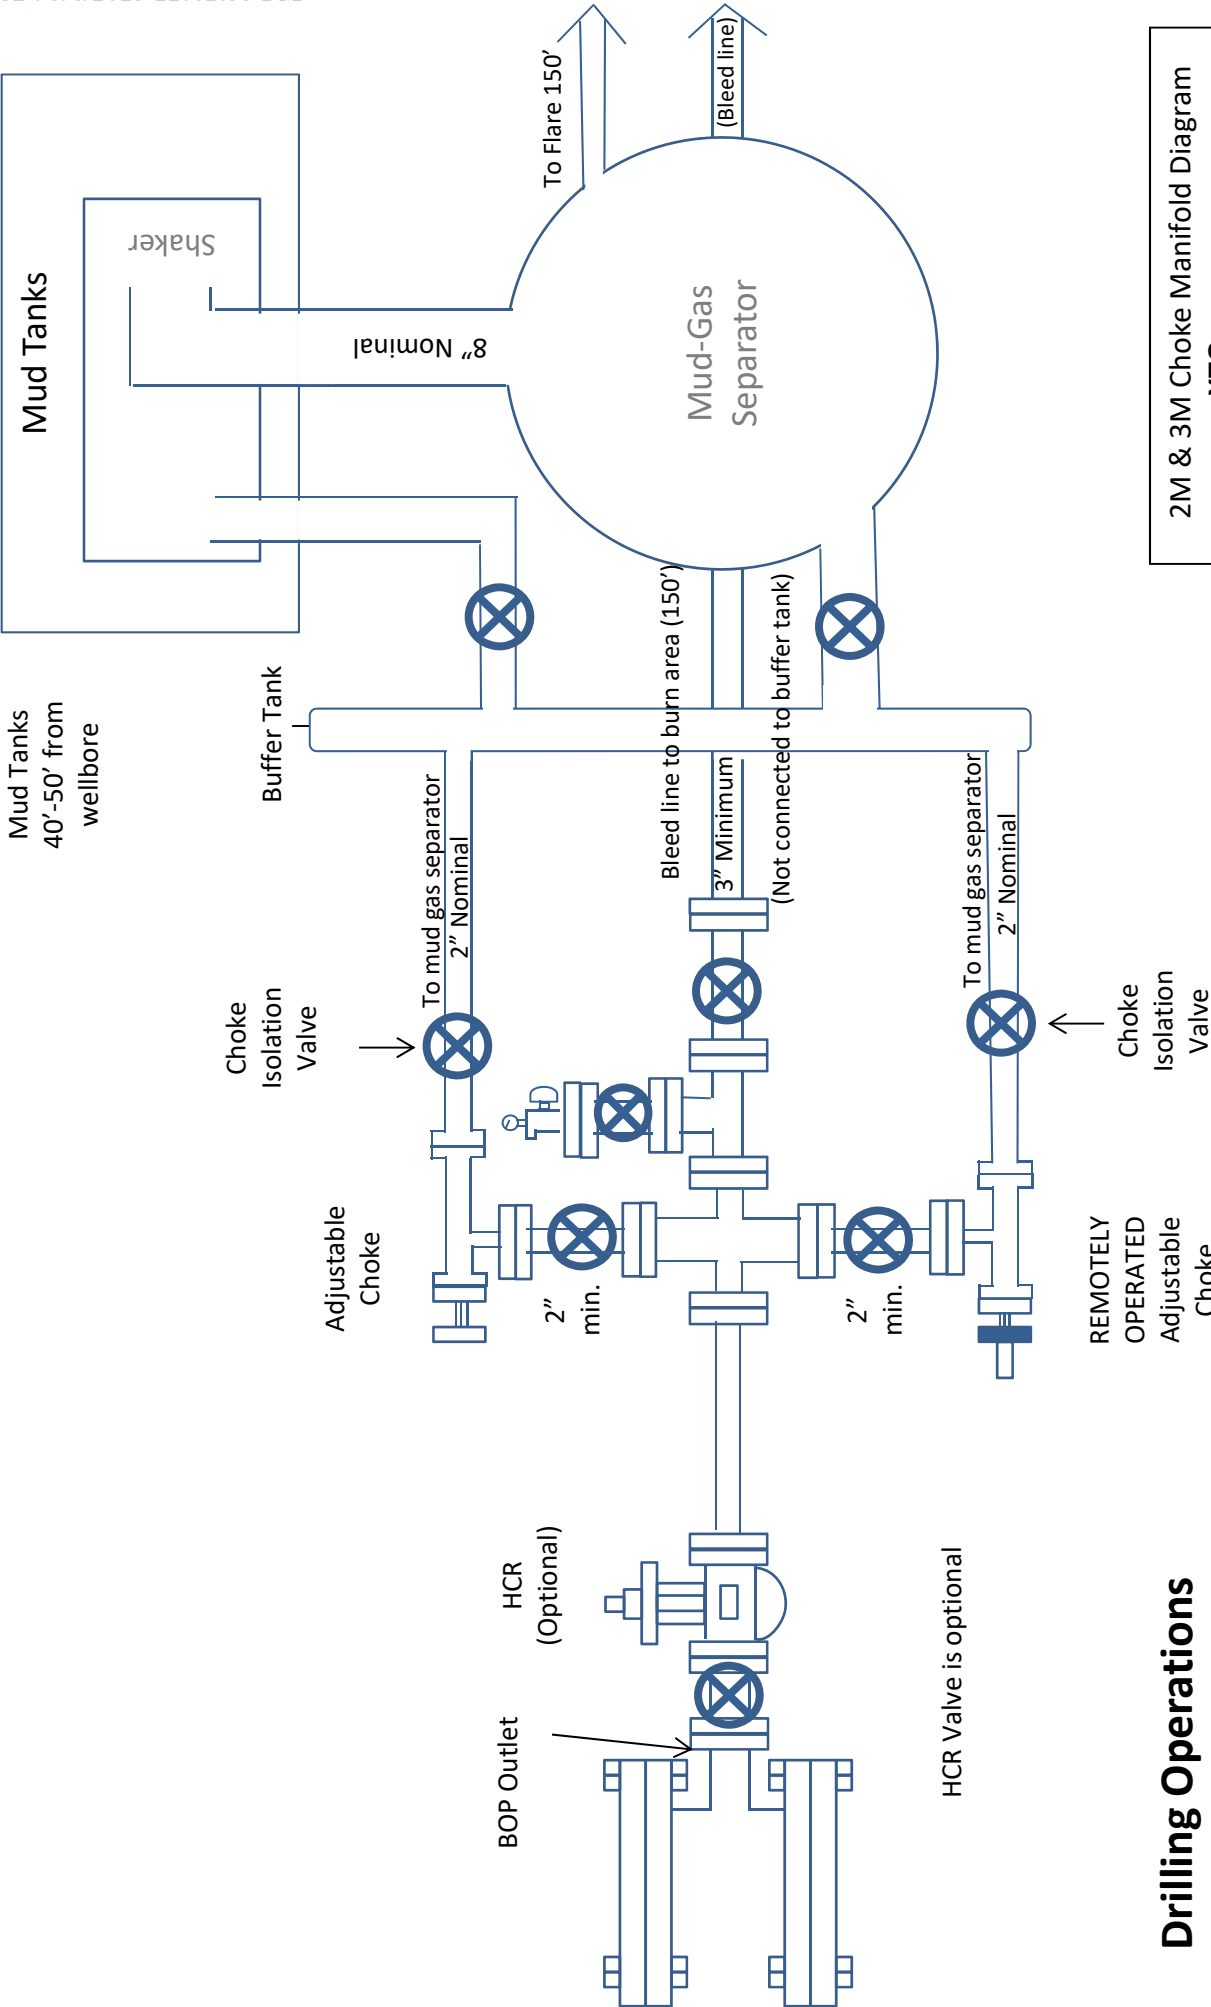 Mud Tanks
40’-50’ from
wellbore
Mud Tanks
Shaker
8” Nominal
Buffer Tank
To Flare 150’
(Bleed line)
Mud-Gas
Separator
Choke
Isolation
Valve
To mud gas separator
2” Nominal
Bleed line to burn area (150’)
3” Minimum
(Not connected to buffer tank)
To mud gas separator
2” Nominal
Choke
Isolation
Valve
Adjustable
Choke
2”
min.
2”
min.
REMOTELY
OPERATED
Adjustable
Choke
HCR
(Optional)
BOP Outlet
HCR Valve is optional
Drilling Operations
2M & 3M Choke Manifold Diagram